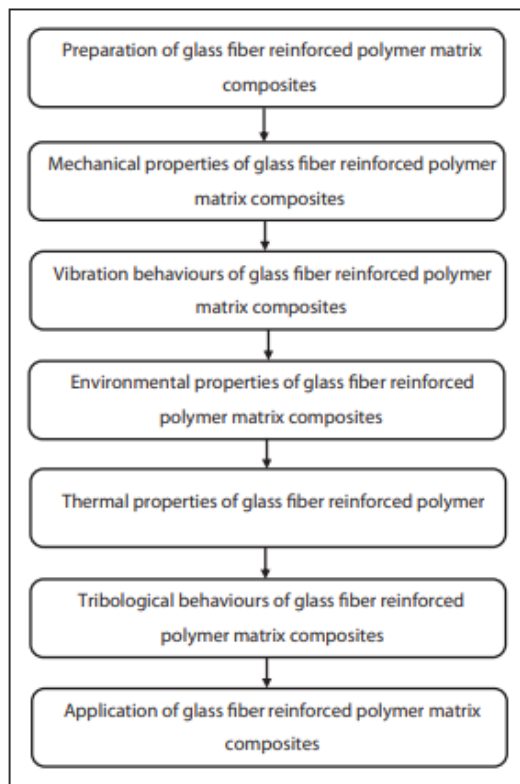 Preparation of glass fiber reinforced polymer matrix
composites
Mechanical properties of glass fiber reinforced polymer
matrix composites
Vibration behaviours of glass fiber reinforced polymer
matrix composites
Environmental properties of glass fiber reinforced
polymer matrix composites
Thermal properties of glass fiber reinforced polymer
Tribological behaviours of glass fiber reinforced
polymer matrix composites
Application of glass fiber reinforced polymer matrix
composites